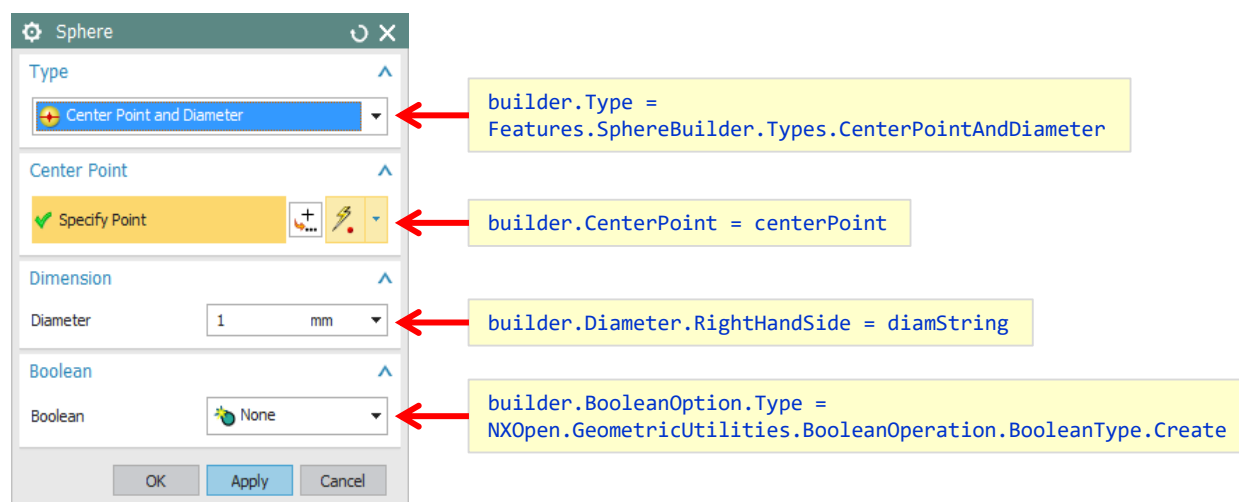 Sphere
Type
Center Point and Diameter
builder.Type =
Features.SphereBuilder.Types.CenterPointAndDiameter
Center Point
Specify Point
builder.CenterPoint = centerPoint
Dimension
Diameter 1 mm
builder.Diameter.RightHandSide = diamString
Boolean
Boolean None
builder.BooleanOption.Type =
NXOpen.GeometricUtilities.BooleanOperation.BooleanType.Create
OK Apply Cancel